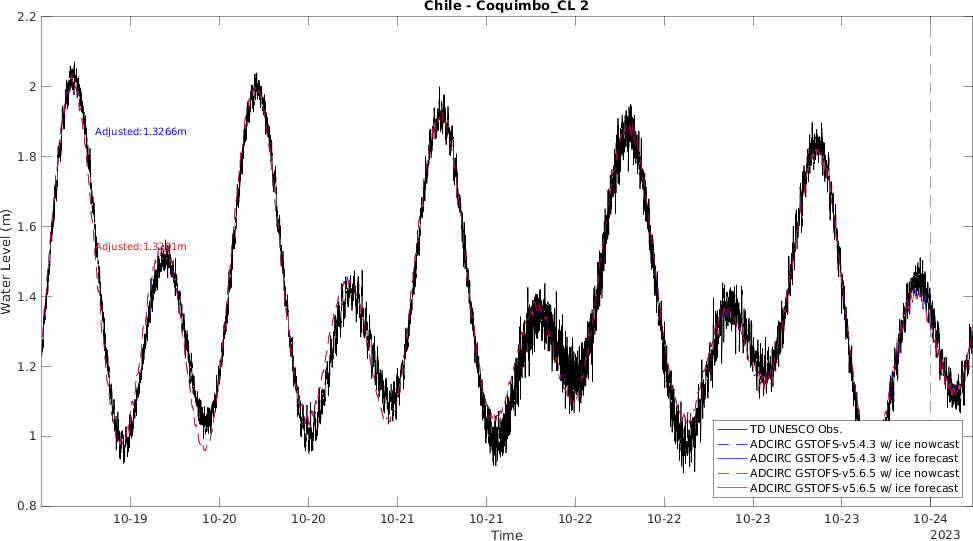 Chile - Coquimbo_CL 2
2.2
2
1.8
1.6
1.4
1.2
1
0.8
Water Level (m)
Adjusted:1.3266m
TD UNESCO Obs.
ADCIRC GSTOFS-v5.4.3 w/ ice nowcast
ADCIRC GSTOFS-v5.4.3 w/ ice forecast
ADCIRC GSTOFS-v5.6.5 w/ ice nowcast
ADCIRC GSTOFS-v5.6.5 w/ ice forecast
10-19 10-20 10-20 10-21 10-21 10-22 10-22 10-23 10-23 10-24
2023
Time